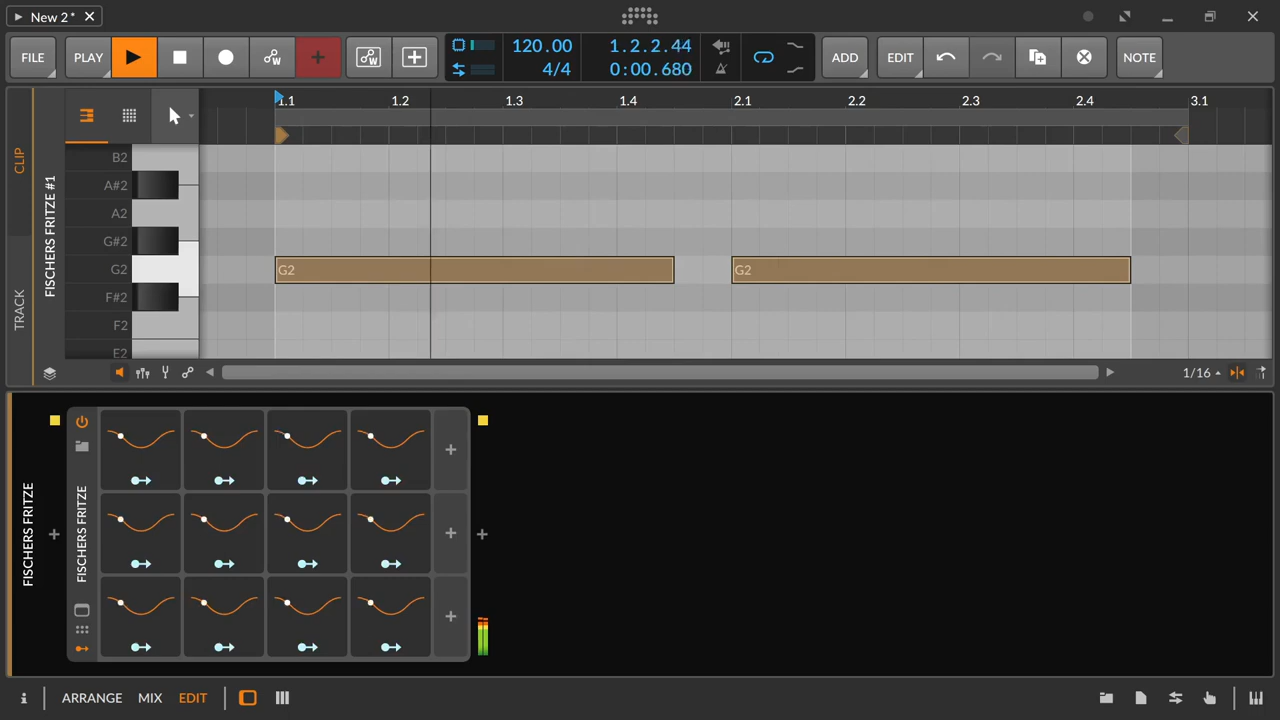 New 2*
FILE
PLAY
120.00
4/4
1.2.2.44
0:00.680
ADD
EDIT
NOTE
1.1
1.2
1.3
1.4
2.1
2.2
2.3
2.4
3.1
CLIP
TRACK
FISCHERS FRITZE #1
B2
A#2
A2
G#2
G2
F#2
F2
E2
G2
G2
1/16
FISCHERS FRITZE
FISCHERS FRITZE
ARRANGE
MIX
EDIT